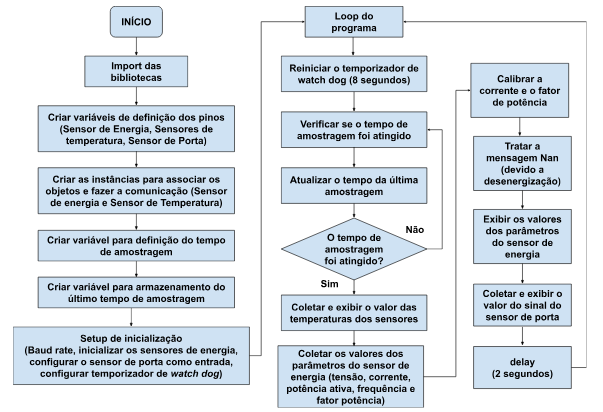 INÍCIO
Import das
bibliotecas
Criar variáveis de definição dos pinos
(Sensor de Energia, Sensores de
temperatura, Sensor de Porta)
Criar as instâncias para associar os
objetos e fazer a comunicação (Sensor
de energia e Sensor de Temperatura)
Criar variável para definição do tempo
de amostragem
Criar variável para armazenamento do
último tempo de amostragem
Setup de inicialização
(Baud rate, inicializar os sensores de energia,
configurar o sensor de porta como entrada,
configurar temporizador de watch dog)
Loop do
programa
Reiniciar o temporizador de
watch dog (8 segundos)
Verificar se o tempo de
amostragem foi atingido
Atualizar o tempo da última
amostragem
O tempo de
amostragem
foi atingido?
Não
Sim
Coletar e exibir o valor das
temperaturas dos sensores
Coletar os valores dos
parâmetros do sensor de
energia (tensão, corrente,
potência ativa, frequência e
fator potência)
Calibrar a
corrente e o fator
de potência
Tratar a
mensagem Nan
(devido a
desenergização)
Exibir os valores
dos parâmetros
do sensor de
energia
Coletar e exibir o
valor do sinal do
sensor de porta
delay
(2 segundos)